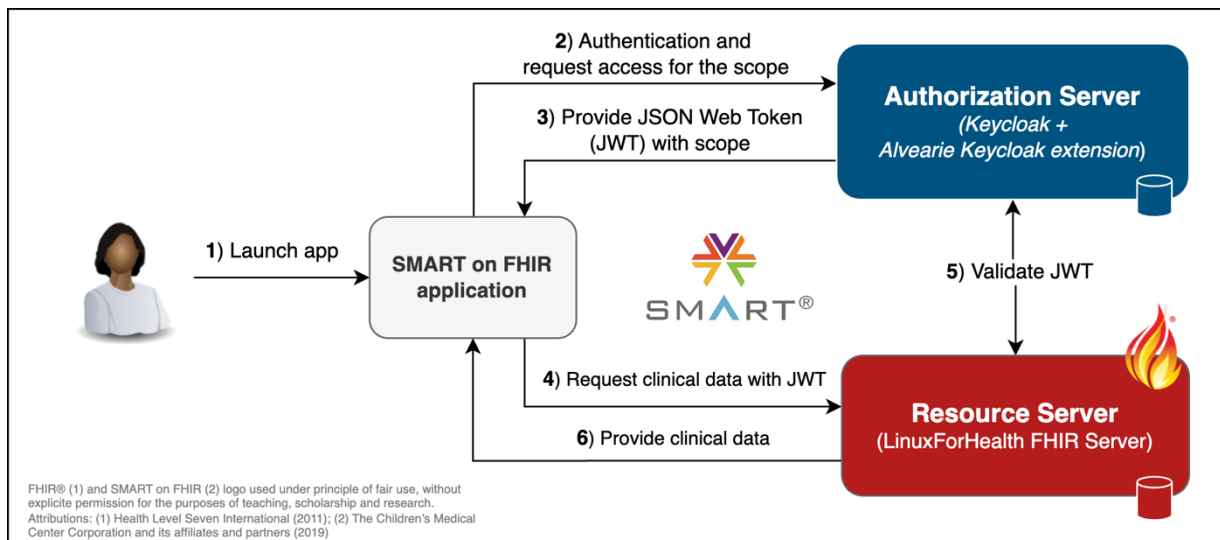 2) Authentication and
request access for the scope
3) Provide JSON Web Token
(JWT) with scope
Authorization Server
(Keycloak +
Alvearie Keycloak extension)
1) Launch app
SMART on FHIR
application
SMART®
5) Validate JWT
®
4) Request clinical data with JWT
6) Provide clinical data
Resource Server
(LinuxForHealth FHIR Server)
FHIR® (1) and SMART on FHIR (2) logo used under principle of fair use, without
explicite permission for the purposes of teaching, scholarship and research.
Attributions: (1) Health Level Seven International (2011); (2) The Children's Medical
Center Corporation and its affiliates and partners (2019)